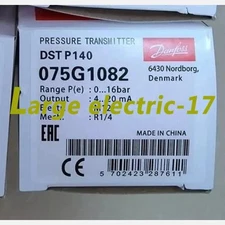 PRESSURE TRANSMITTER
DST P140
075G1082
Range P(e) : 0...16bar
Output : 4...20 mA
Mech. : R1/4
Danfoss
6430 Nordborg,
Denmark
Large electric-17
EAC
CE
MADE IN CHINA
5 702423 287611